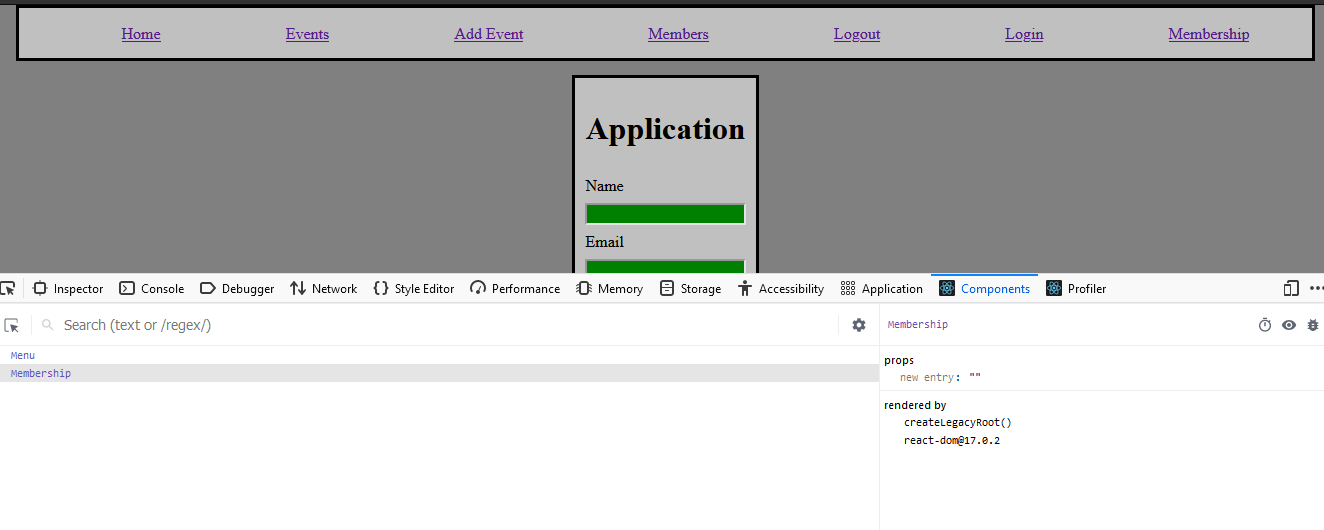 Home Events Add Event Members Logout Login Membership
Application
Name
Email
Inspector Console Debugger Network Style Editor Performance Memory Storage Accessibility Application Components Profiler
Search (text or /regex/)
Menu
Membership
Membership
props
new entry: ""
rendered by
createLegacyRoot()
react-dom@17.0.2